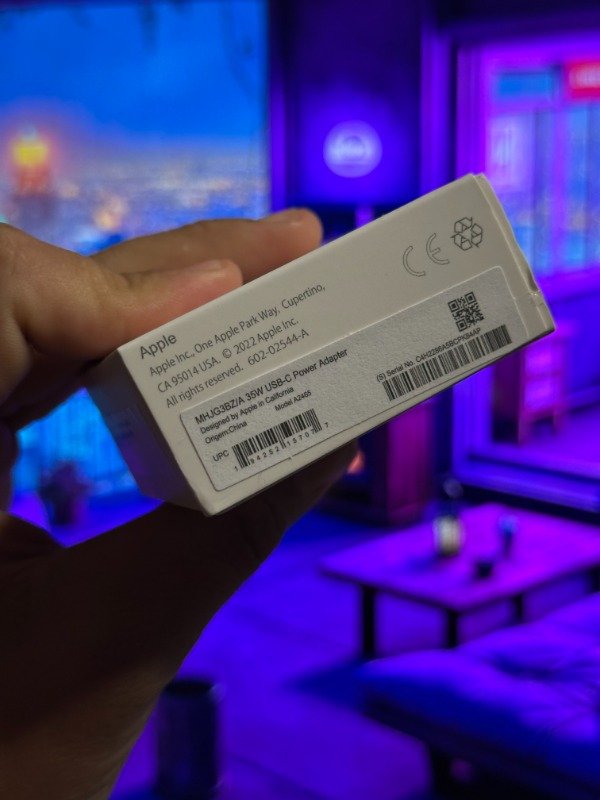 Apple
Apple Inc., One Apple Park Way, Cupertino,
CA 95014 USA. © 2022 Apple Inc.
All rights reserved. 602-02544-A
CE
MHJG3BZ/A 35W USB-C Power Adapter
Designed by Apple in California
Origem:China Model A2465
UPC
(S) Serial No.